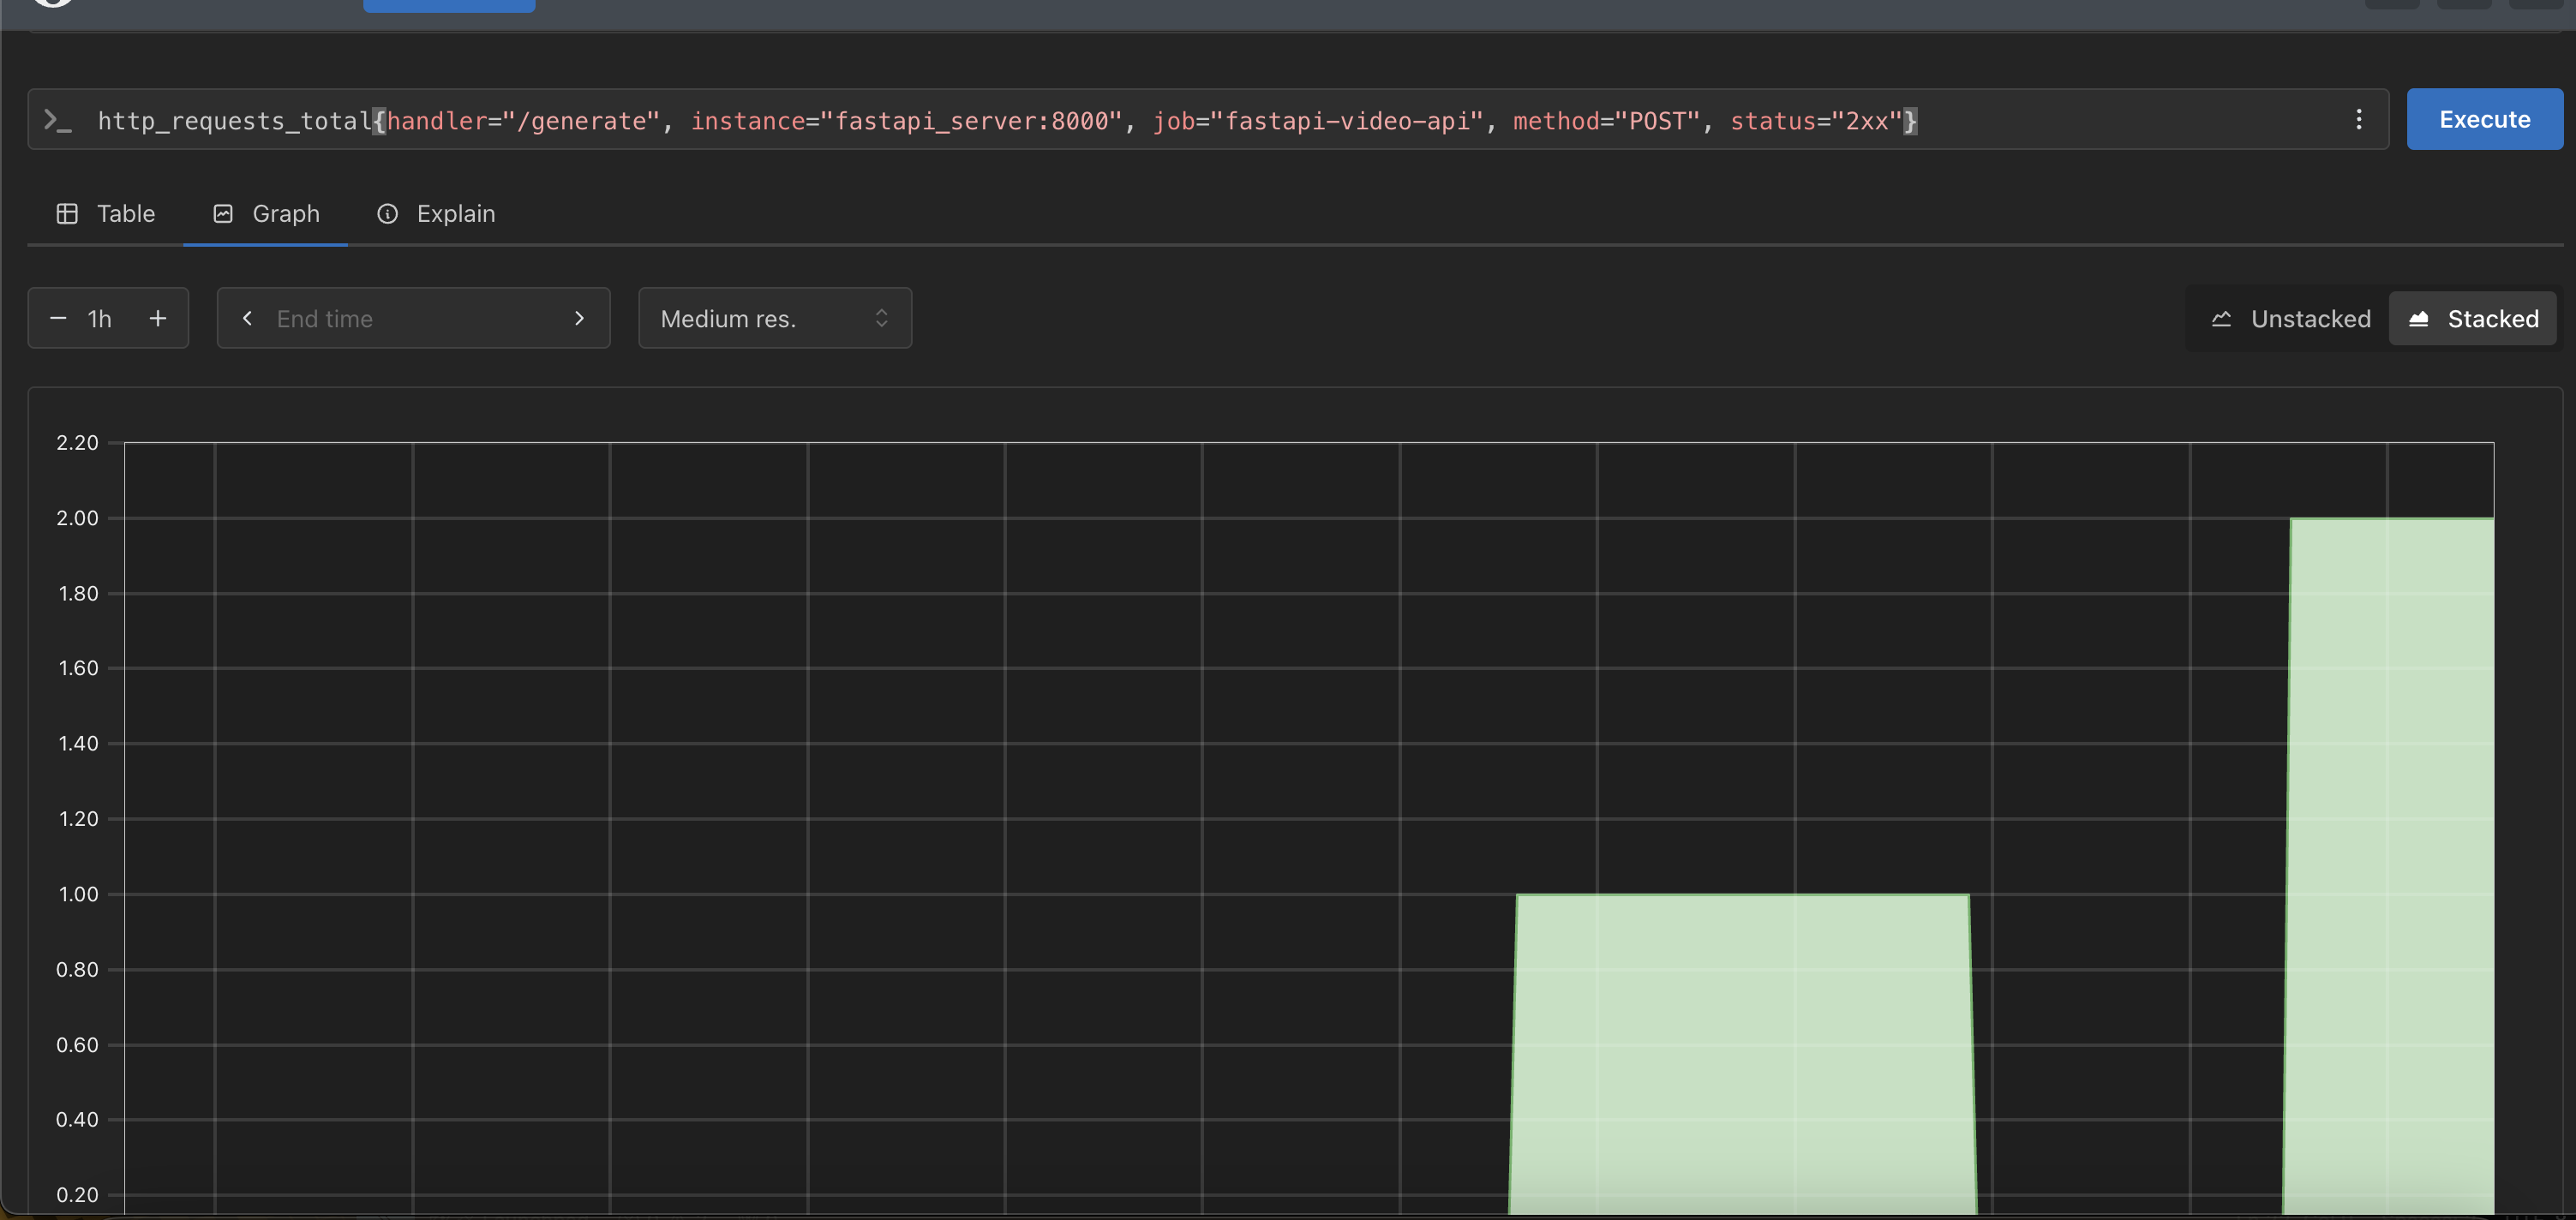 http_requests_total{handler="/generate", instance="fastapi_server:8000", job="fastapi-video-api", method="POST", status="2xx"}
Execute
Table Graph Explain
1h End time Medium res. Unstacked Stacked
2.20
2.00
1.80
1.60
1.40
1.20
1.00
0.80
0.60
0.40
0.20